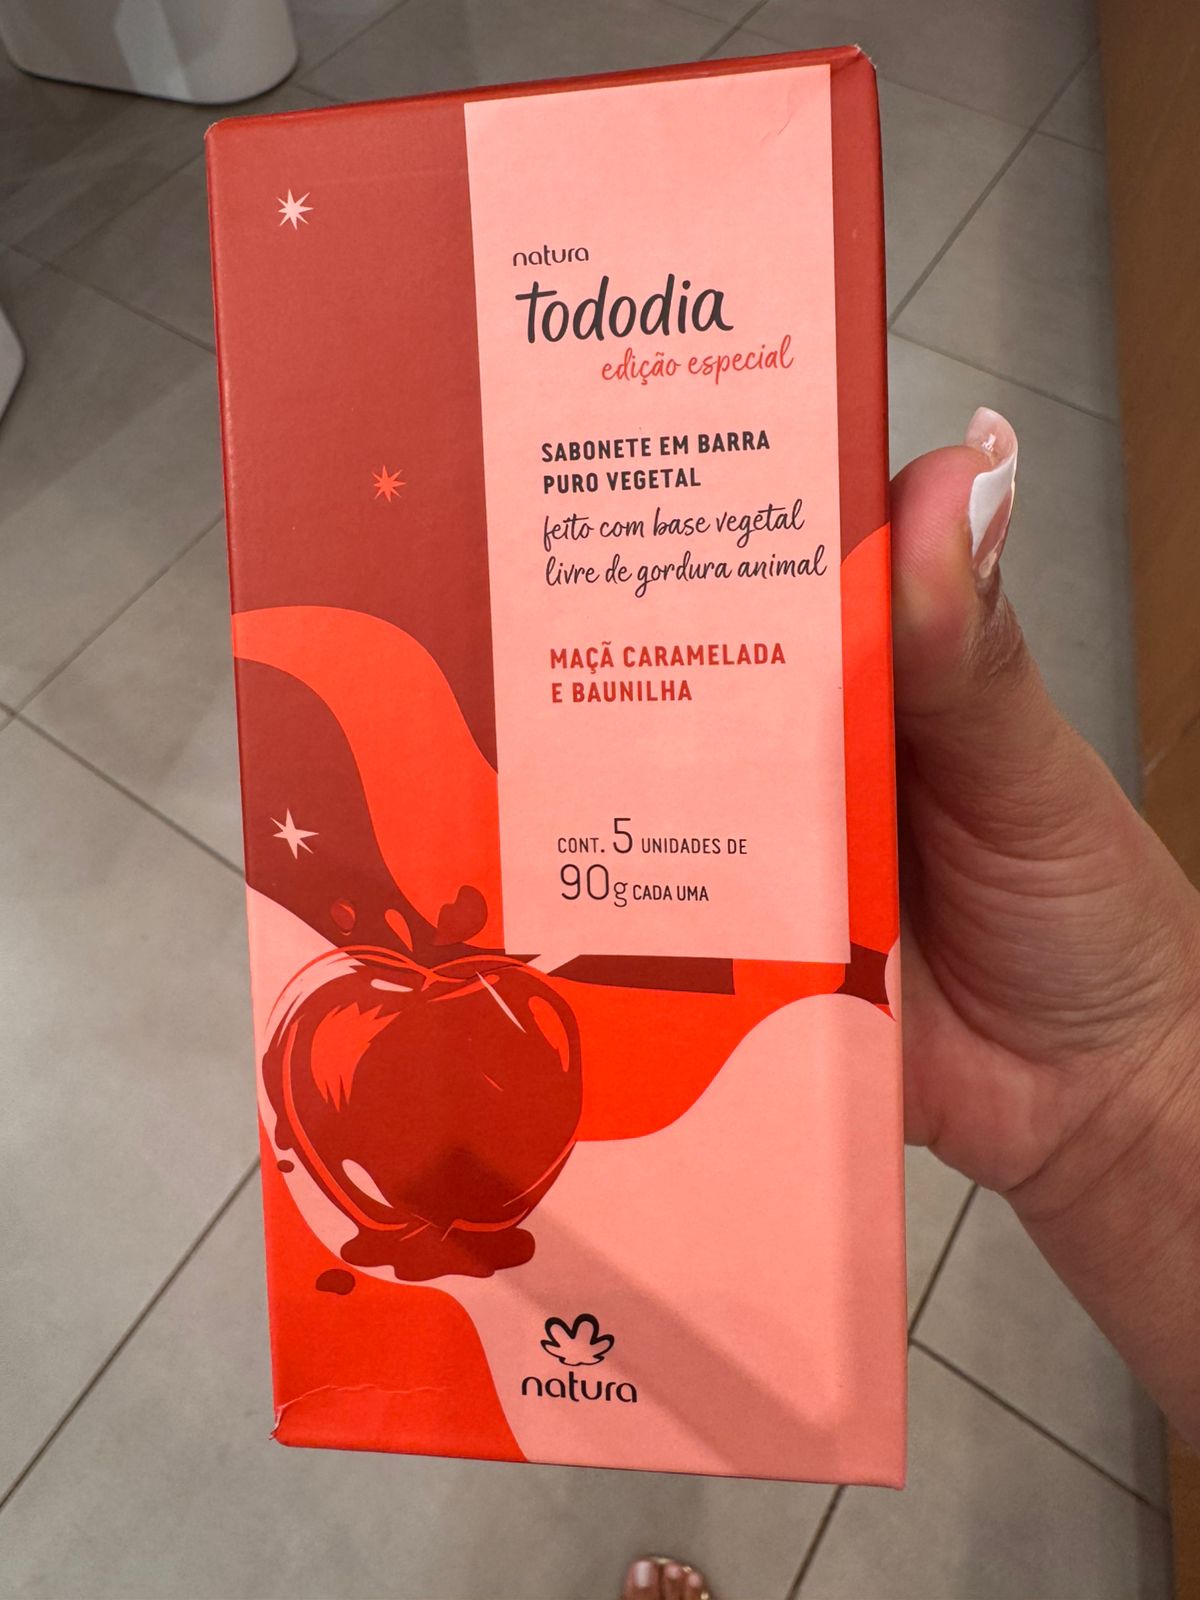 natura
tododia
edição especial
SABONETE EM BARRA
PURO VEGETAL
feito com base vegetal
livre de gordura animal
MAÇÃ CARAMELADA
E BAUNILHA
CONT. 5 UNIDADES DE
90g CADA UMA
natura